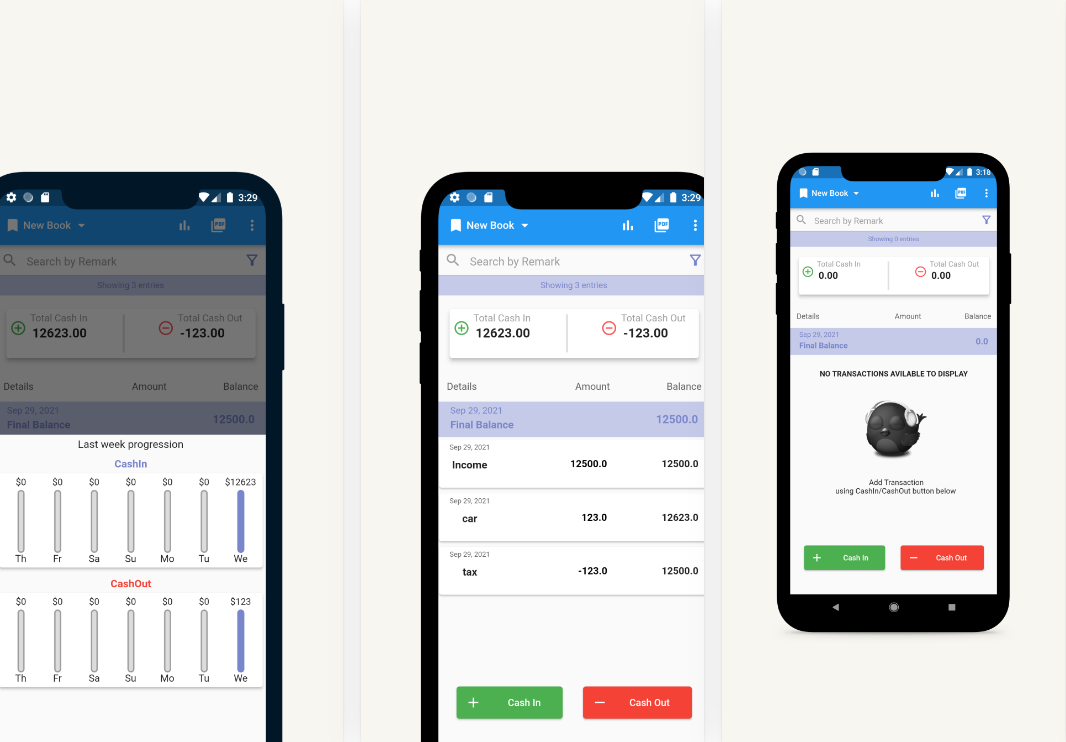 3:29
New Book
PDF
Search by Remark
Showing 3 entries
Total Cash In
12623.00
Total Cash Out
-123.00
Details Amount Balance
Sep 29, 2021
Final Balance
12500.0
Last week progression
CashIn
$0 $0 $0 $0 $0 $0 $12623
Th Fr Sa Su Mo Tu We
CashOut
$0 $0 $0 $0 $0 $0 $123
Th Fr Sa Su Mo Tu We
3:29
New Book
PDF
Search by Remark
Showing 3 entries
Total Cash In
12623.00
Total Cash Out
-123.00
Details Amount Balance
Sep 29, 2021
Final Balance
12500.0
Sep 29, 2021
Income 12500.0 12500.0
Sep 29, 2021
car 123.0 12623.0
Sep 29, 2021
tax -123.0 12500.0
Cash In
Cash Out
3:18
New Book
PDF
Search by Remark
Showing 0 entries
Total Cash In
0.00
Total Cash Out
0.00
Details Amount Balance
Sep 29, 2021
Final Balance
0.0
NO TRANSACTIONS AVILABLE TO DISPLAY
Add Transaction
using CashIn/CashOut button below
Cash In
Cash Out